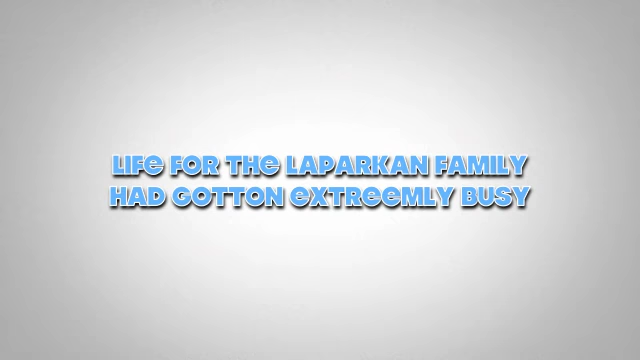 LIFE FOR THE LAPARKAN FAMILY
HAD GOTTON EXTREEMLY BUSY